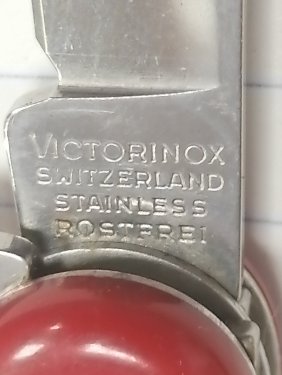 VICTORINOX
SWITZERLAND
STAINLESS
ROSTFREI